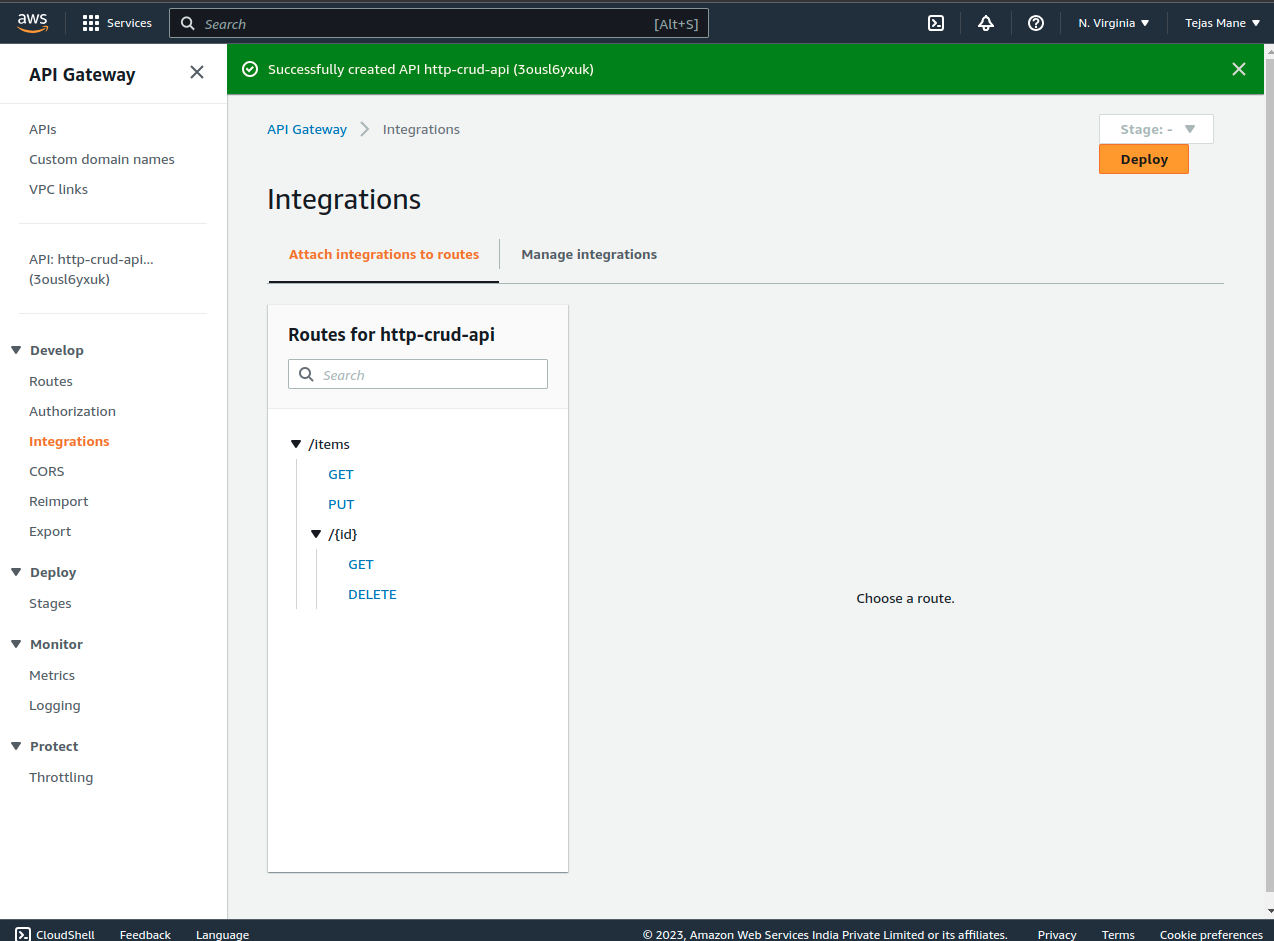 aws
Services
Search
[Alt+S]
N. Virginia
Tejas Mane
API Gateway
Successfully created API http-crud-api (3ousl6yxuk)
APIs
Custom domain names
VPC links
API: http-crud-api...
(3ousl6yxuk)
Develop
Routes
Authorization
Integrations
CORS
Reimport
Export
Deploy
Stages
Monitor
Metrics
Logging
Protect
Throttling
API Gateway
Integrations
Stage: -
Deploy
Integrations
Attach integrations to routes
Manage integrations
Routes for http-crud-api
Search
/items
GET
PUT
/{id}
GET
DELETE
Choose a route.
CloudShell
Feedback
Language
© 2023, Amazon Web Services India Private Limited or its affiliates.
Privacy
Terms
Cookie preferences